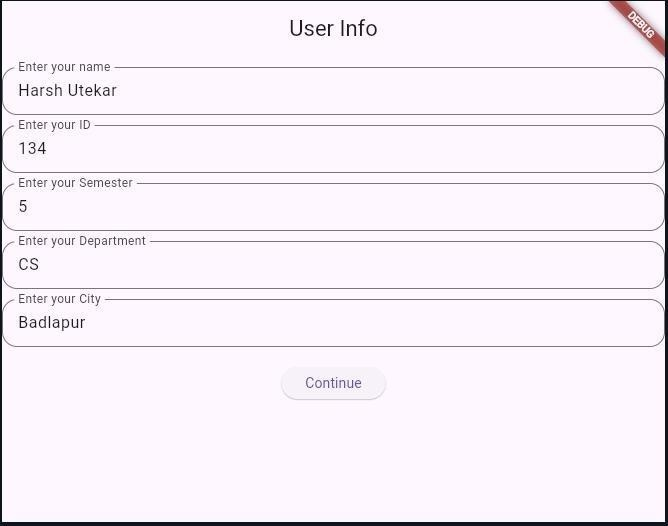 User Info
DEBUG
Enter your name
Harsh Utekar
Enter your ID
134
Enter your Semester
5
Enter your Department
CS
Enter your City
Badlapur
Continue